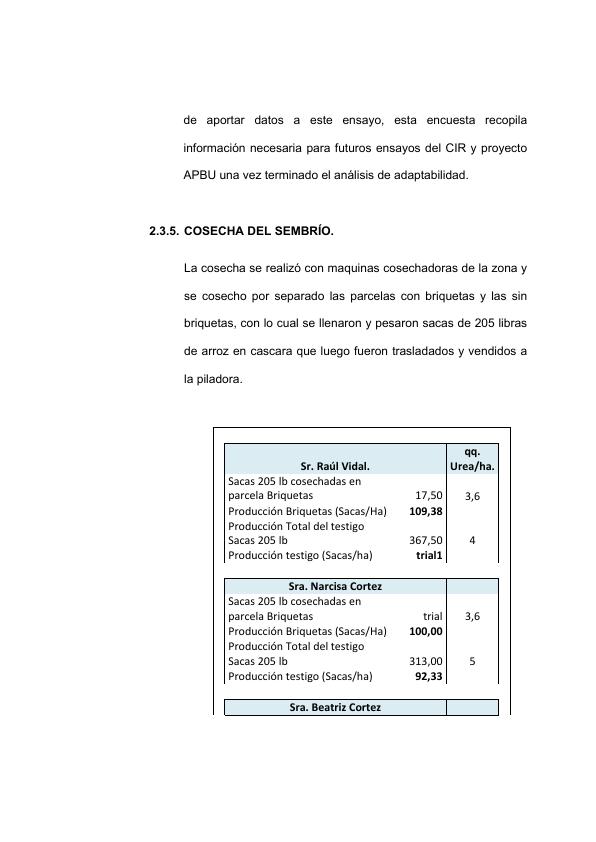 de aportar datos a este ensayo, esta encuesta recopila
información necesaria para futuros ensayos del CIR y proyecto
APBU una vez terminado el análisis de adaptabilidad.
2.3.5. COSECHA DEL SEMBRÍO.
La cosecha se realizó con maquinas cosechadoras de la zona y
se cosecho por separado las parcelas con briquetas y las sin
briquetas, con lo cual se llenaron y pesaron sacas de 205 libras
de arroz en cascara que luego fueron trasladados y vendidos a
la piladora.
qq.
Sr. Raúl Vidal. Urea/ha.
Sacas 205 lb cosechadas en
parcela Briquetas 17,50 3,6
Producción Briquetas (Sacas/Ha) 109,38
Producción Total del testigo
Sacas 205 lb 367,50 4
Producción testigo (Sacas/ha) trial1
Sra. Narcisa Cortez
Sacas 205 lb cosechadas en
parcela Briquetas trial 3,6
Producción Briquetas (Sacas/Ha) 100,00
Producción Total del testigo
Sacas 205 lb 313,00 5
Producción testigo (Sacas/ha) 92,33
Sra. Beatriz Cortez